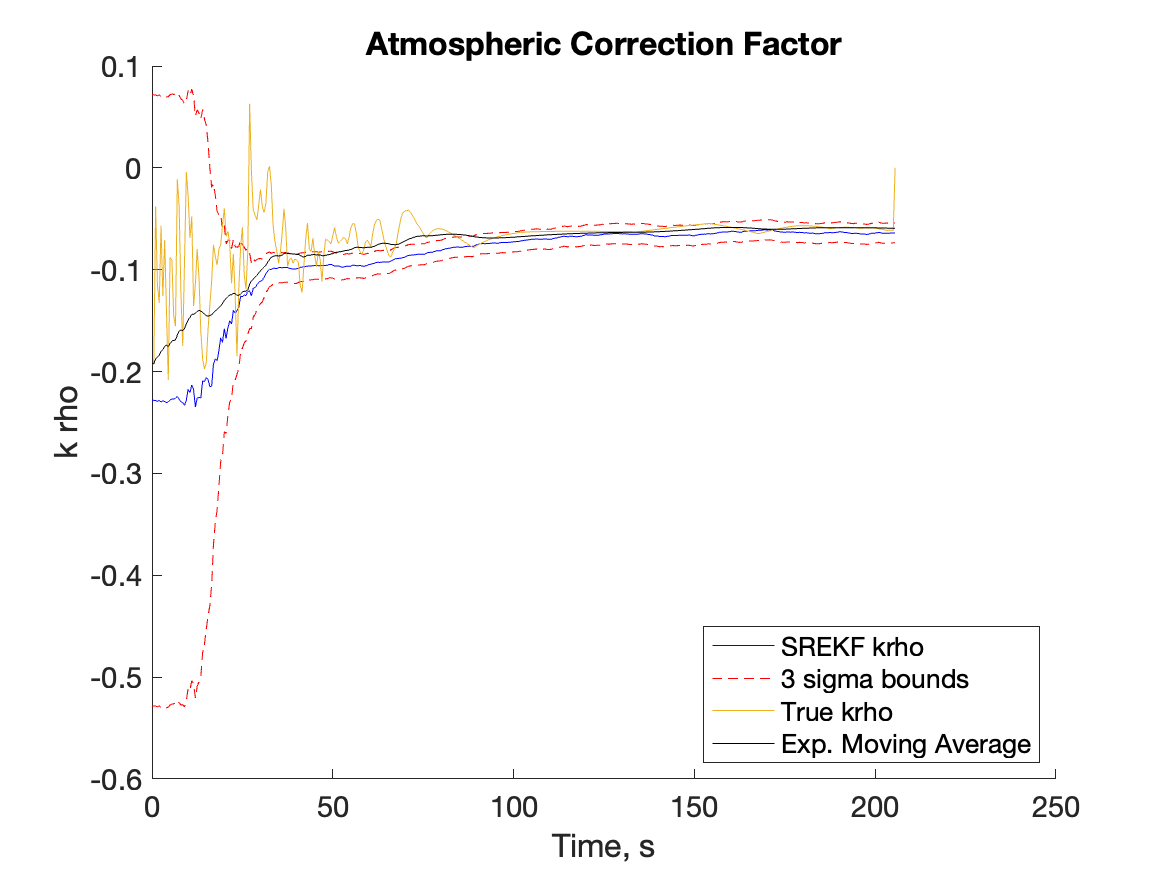 Atmospheric Correction Factor
0.1
0
-0.1
-0.2
-0.3
-0.4
-0.5
-0.6
k rho
0
50
100
150
200
250
Time, s
SREKF krho
3 sigma bounds
True krho
Exp. Moving Average